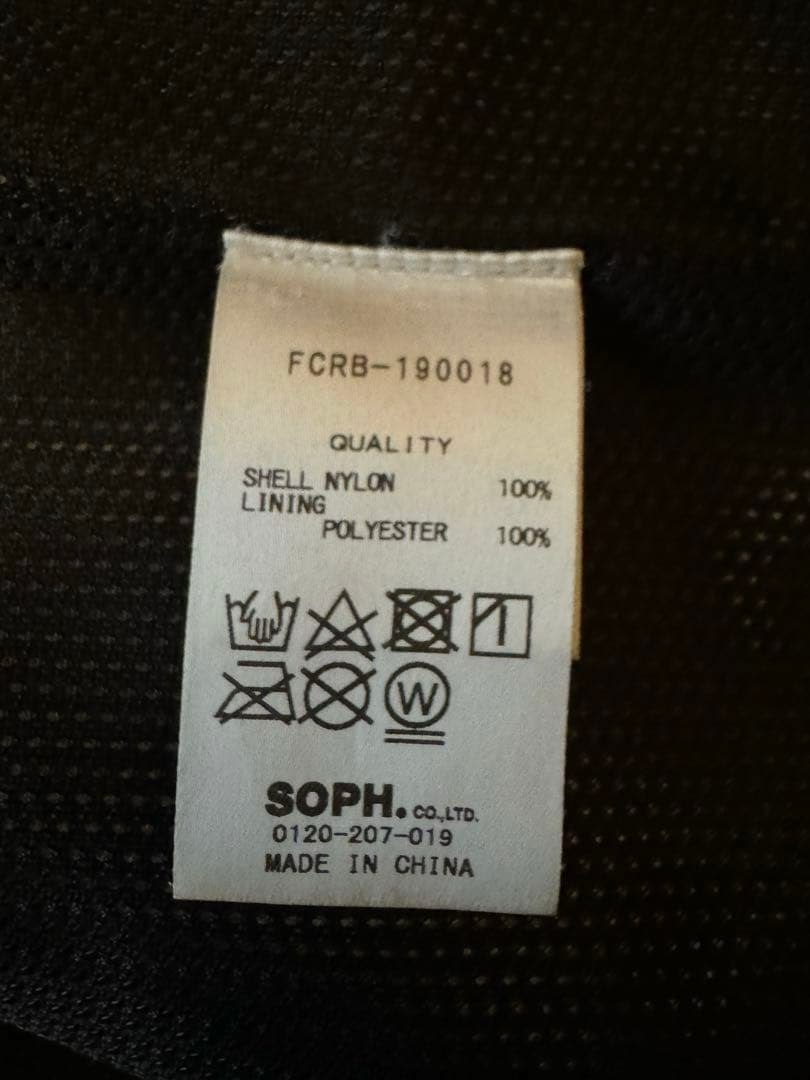 FCRB-190018
QUALITY
SHELL NYLON 100%
LINING
POLYESTER 100%
W
SOPH. CO.,LTD.
0120-207-019
MADE IN CHINA